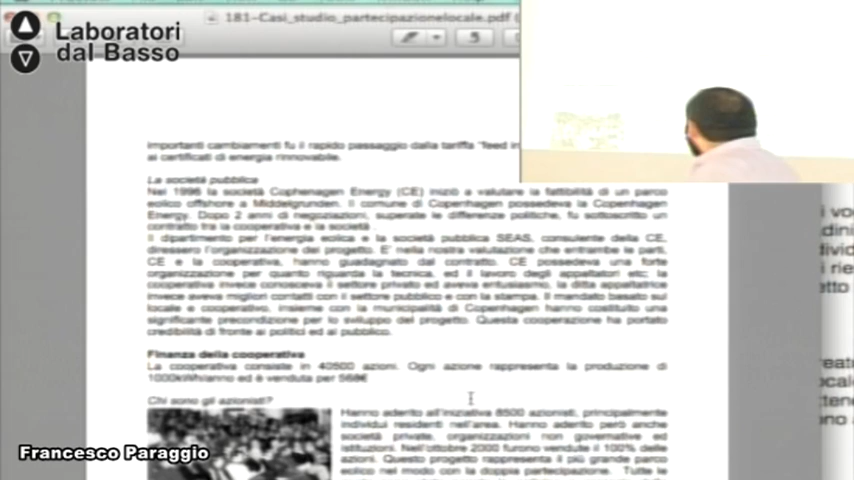 181-Casi_studio_partecipazionelocale.pdf (
Laboratori
dal Basso
importanti cambiamenti fu il rapido passaggio dalla tariffa "feed in
ai certificati di energia rinnovabile.
La società pubblica
Nel 1996 la società Cophenagen Energy (CE) iniziò a valutare la fattibilità di un parco
eolico offshore a Middelgrunden. Il comune di Copenhagen possedeva la Copenhagen
Energy. Dopo 2 anni di negoziazioni, superate le differenze politiche, fu sottoscritto un
contratto tra la cooperativa e la società .
Il dipartimento per l'energia eolica e la società pubblica SEAS, consulente della CE,
diressero l'organizzazione del progetto. E' nella nostra valutazione che entrambe le parti,
CE e la cooperativa, hanno guadagnato dal contratto. CE possedeva una forte
organizzazione per quanto riguarda la tecnica, ed il lavoro degli appaltatori etc; la
cooperativa invece conosceva il settore privato ed aveva entusiasmo, la ditta appaltatrice
invece aveva migliori contatti con il settore pubblico e con la stampa. Il mandato basato sul
locale e cooperativo, insieme con la municipalità di Copenhagen hanno costituito una
significante precondizione per lo sviluppo del progetto. Questa cooperazione ha portato
credibilità di fronte ai politici ed al pubblico.
Finanza della cooperativa
La cooperativa consiste in 40500 azioni. Ogni azione rappresenta la produzione di
1000kWh/anno ed è venduta per 568€
Chi sono gli azionisti?
Hanno aderito all'iniziativa 8500 azionisti, principalmente
individui residenti nell'area. Hanno aderito però anche
società private, organizzazioni non governative ed
istituzioni. Nell'ottobre 2000 furono vendute il 100% delle
azioni. Questo progetto rappresenta il più grande parco
eolico nel modo con la doppia partecipazione. Tutte le
Francesco Paraggio